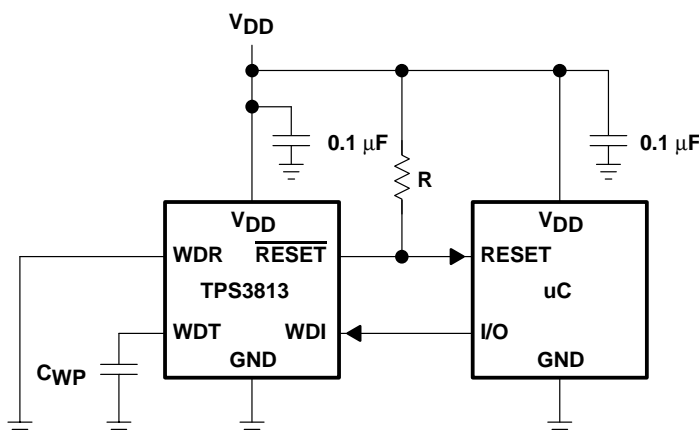 VDD
0.1 μF
0.1 μF
R
VDD
VDD
WDR
RESET
RESET
TPS3813
uC
WDT
WDI
I/O
GND
GND
CWP